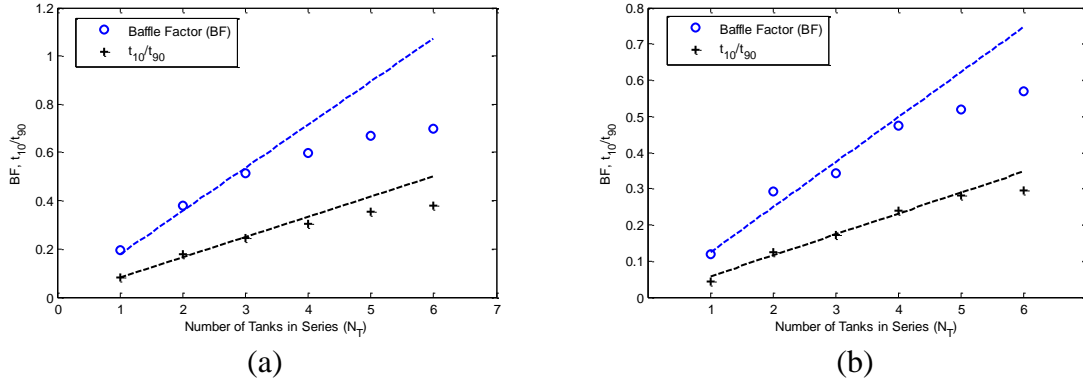 1.2
1
0.8
0.6
0.4
0.2
0
BF, t10/t90
Baffle Factor (BF)
t10/t90
0 1 2 3 4 5 6 7
Number of Tanks in Series (NT)
(a)
0.8
0.7
0.6
0.5
0.4
0.3
0.2
0.1
0
BF, t10/t90
Baffle Factor (BF)
t10/t90
1 2 3 4 5 6
Number of Tanks in Series (NT)
(b)